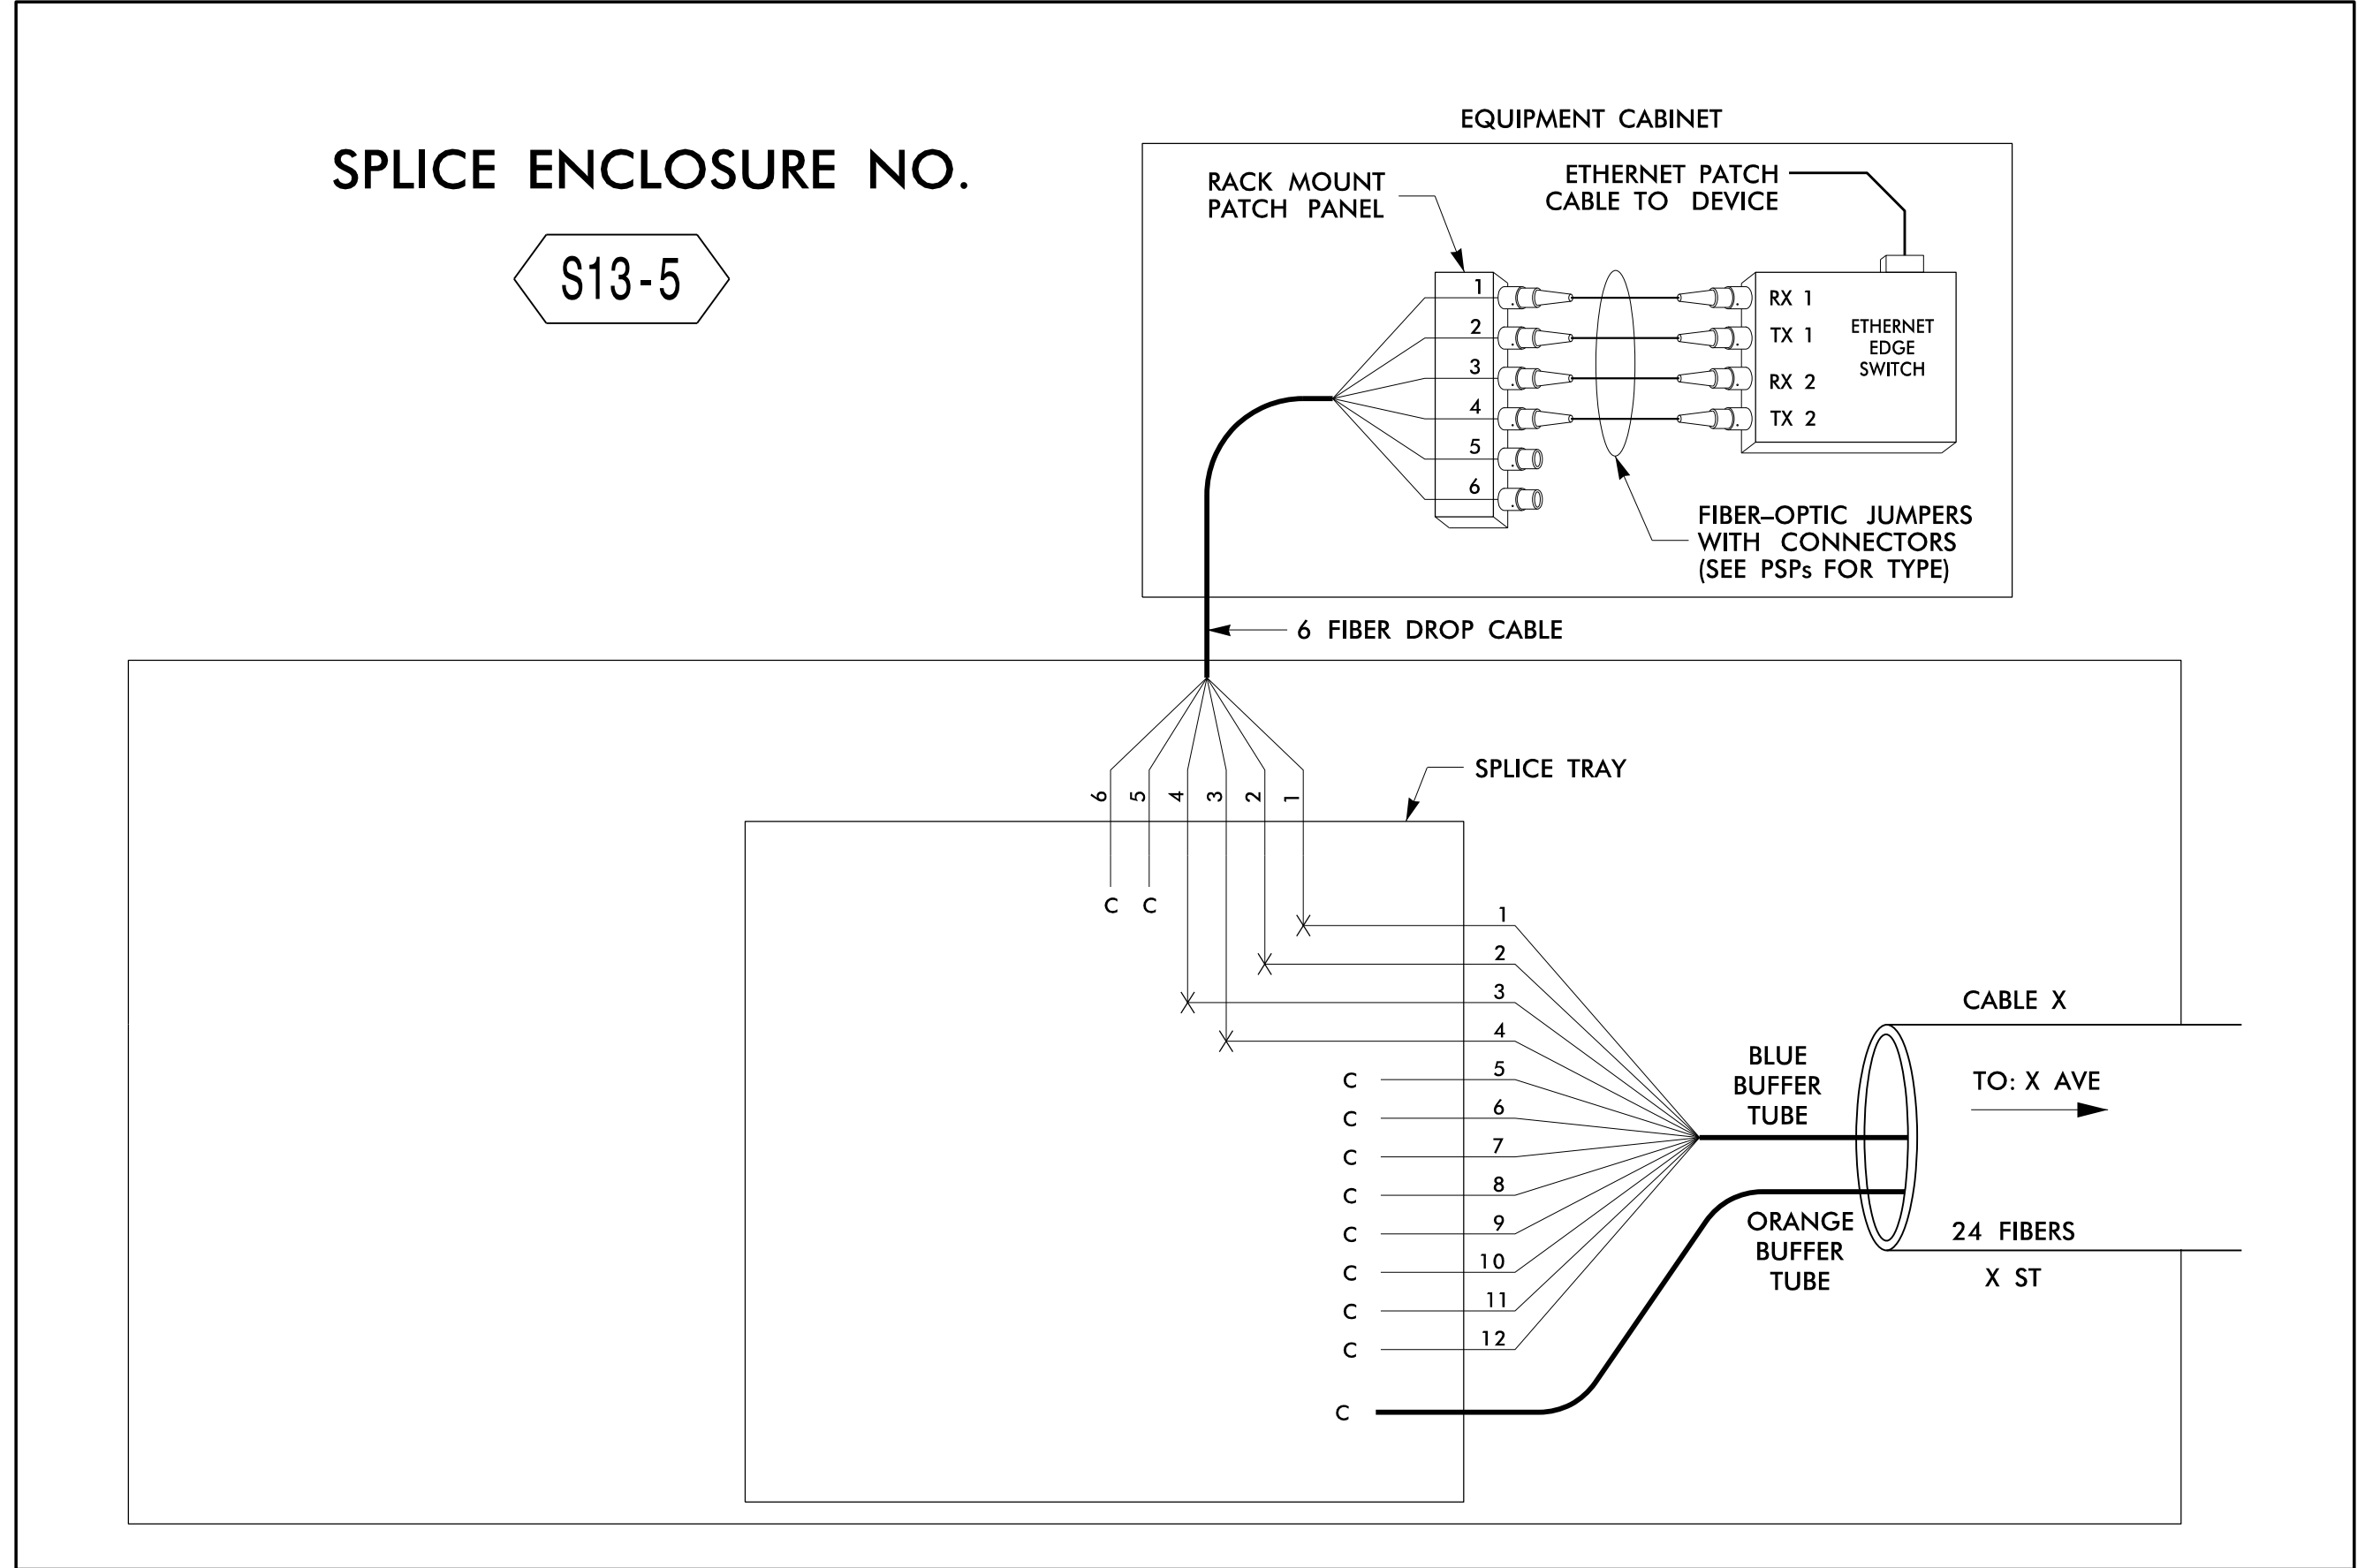 SPLICE ENCLOSURE NO.
S13-5
EQUIPMENT CABINET
RACK MOUNT
PATCH PANEL
ETHERNET PATCH
CABLE TO DEVICE
1
2
3
4
5
6
RX 1
TX 1
RX 2
TX 2
ETHERNET
EDGE
SWITCH
FIBER-OPTIC JUMPERS
WITH CONNECTORS
(SEE PSPs FOR TYPE)
6 FIBER DROP CABLE
SPLICE TRAY
6 5 4 3 2 1
C C
1
2
3
4
C 5
C 6
C 7
C 8
C 9
C 10
C 11
C 12
C
BLUE
BUFFER
TUBE
ORANGE
BUFFER
TUBE
CABLE X
TO: X AVE
24 FIBERS
X ST